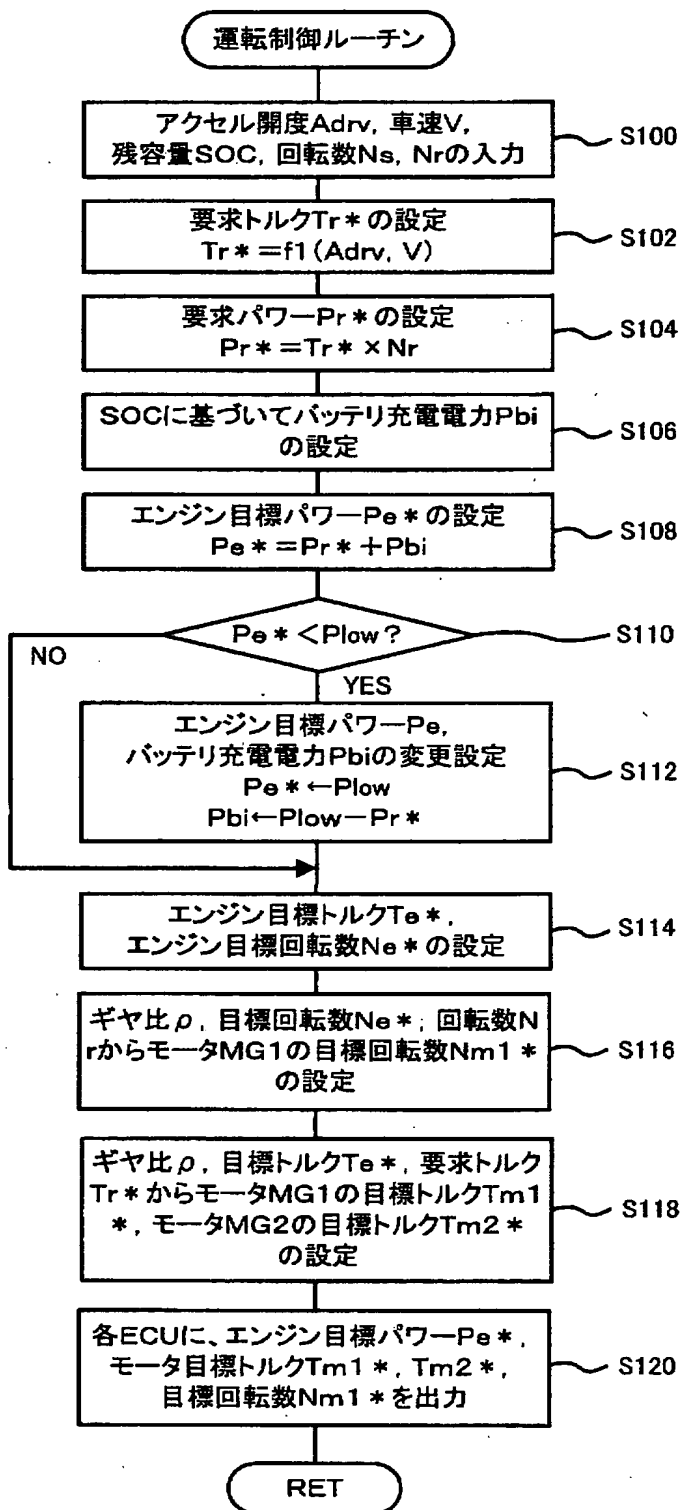 運転制御ルーチン
アクセル開度Adrv, 車速V,
残容量SOC, 回転数Ns, Nrの入力
S100
要求トルクTr*の設定
Tr*=f1(Adrv, V)
S102
要求パワーPr*の設定
Pr*=Tr*×Nr
S104
SOCに基づいてバッテリ充電電力Pbi
の設定
S106
エンジン目標パワーPe*の設定
Pe*=Pr*+Pbi
S108
Pe*<Plow?
S110
NO
YES
エンジン目標パワーPe,
バッテリ充電電力Pbiの変更設定
Pe*←Plow
Pbi←Plow-Pr*
S112
エンジン目標トルクTe*,
エンジン目標回転数Ne*の設定
S114
ギヤ比ρ, 目標回転数Ne*; 回転数N
rからモータMG1の目標回転数Nm1*
の設定
S116
ギヤ比ρ, 目標トルクTe*, 要求トルク
Tr*からモータMG1の目標トルクTm1
*, モータMG2の目標トルクTm2*
の設定
S118
各ECUに、エンジン目標パワーPe*,
モータ目標トルクTm1*, Tm2*,
目標回転数Nm1*を出力
S120
RET